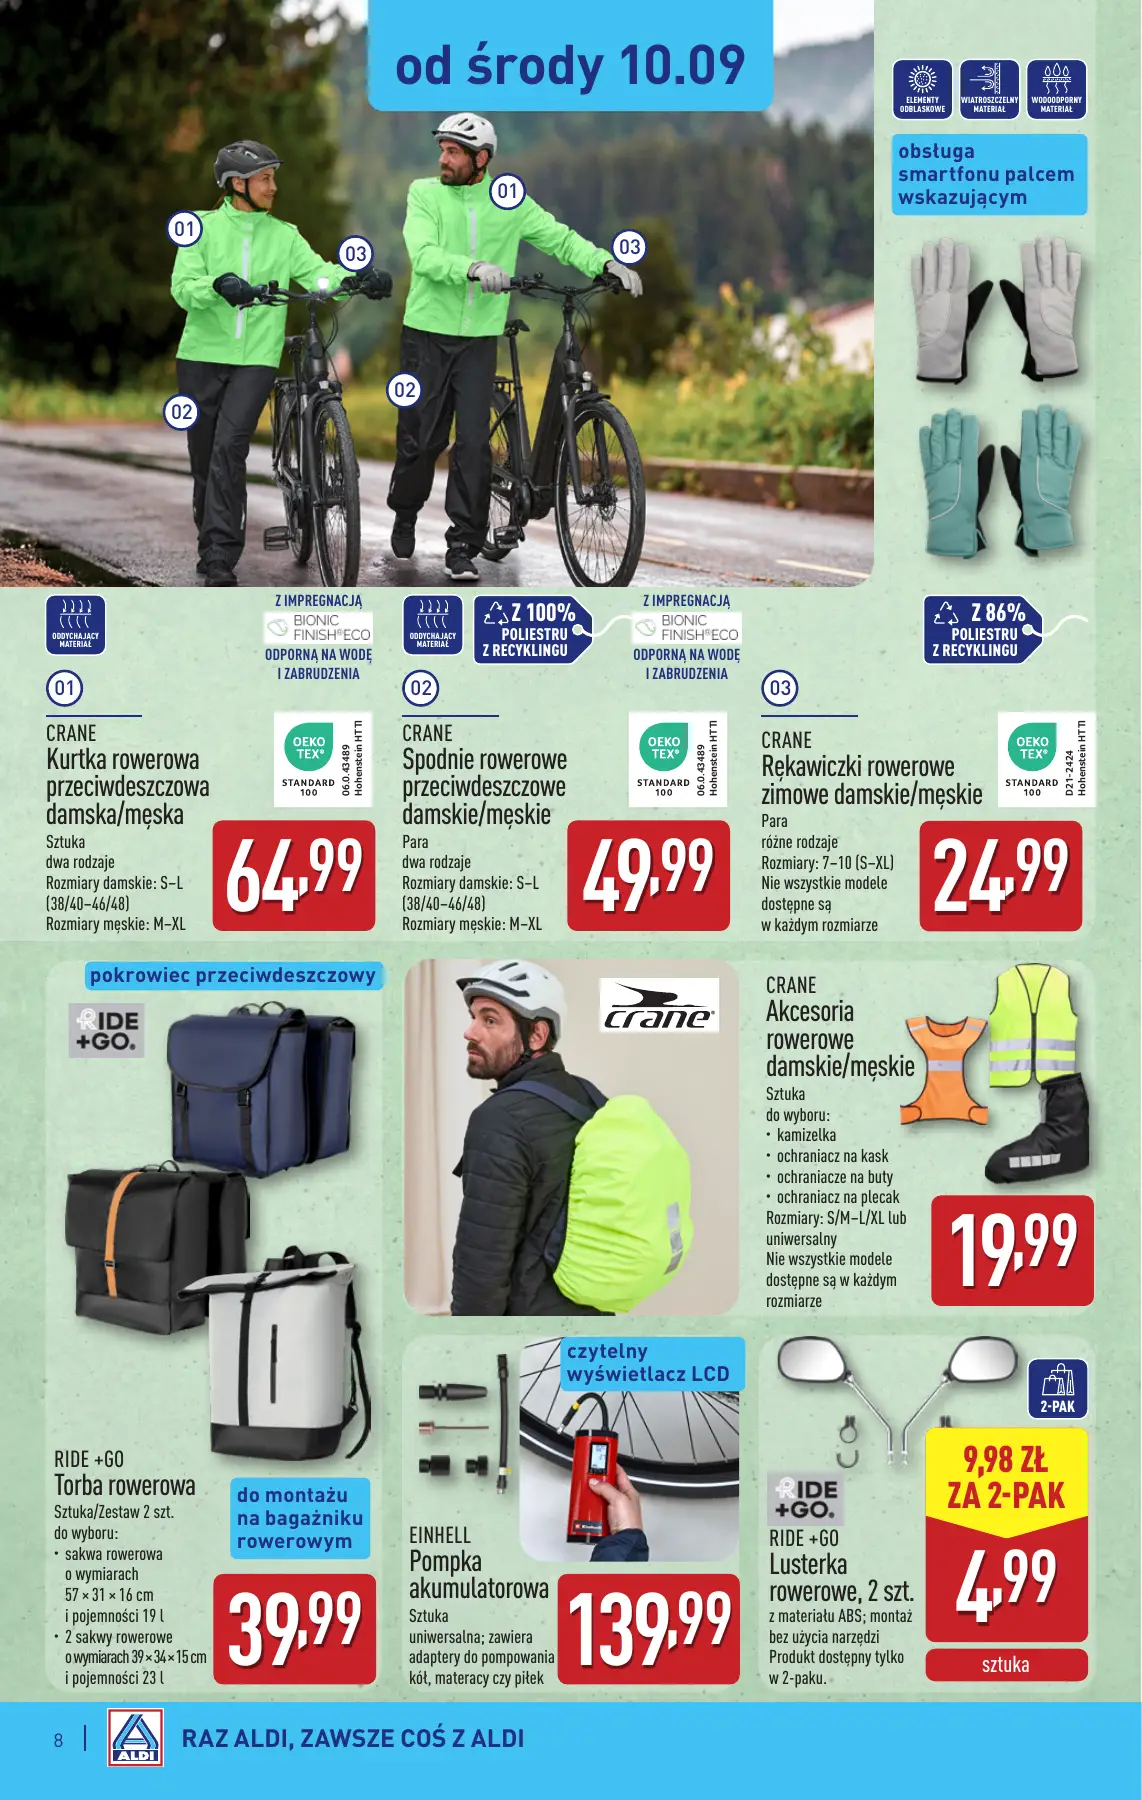 od środy 10.09
ELEMENTY
ODBLASKOWE
WIATROSZCZELNY
MATERIAŁ
WODOODPORNY
MATERIAŁ
obsługa
smartfonu palcem
wskazującym
01
02
03
01
02
03
ODDYCHAJĄCY
MATERIAŁ
Z IMPREGNACJĄ
BIONIC
FINISH®ECO
ODPORNĄ NA WODĘ
I ZABRUDZENIA
01
CRANE
Kurtka rowerowa
przeciwdeszczowa
damska/męska
Sztuka
dwa rodzaje
Rozmiary damskie: S–L
(38/40–46/48)
Rozmiary męskie: M–XL
OEKO
TEX®
STANDARD
100
06.0.43489
Hohenstein HTTI
64,99
ODDYCHAJĄCY
MATERIAŁ
Z 100%
POLIESTRU
Z RECYKLINGU
Z IMPREGNACJĄ
BIONIC
FINISH®ECO
ODPORNĄ NA WODĘ
I ZABRUDZENIA
02
CRANE
Spodnie rowerowe
przeciwdeszczowe
damskie/męskie
Para
dwa rodzaje
Rozmiary damskie: S–L
(38/40–46/48)
Rozmiary męskie: M–XL
OEKO
TEX®
STANDARD
100
06.0.43489
Hohenstein HTTI
49,99
Z 86%
POLIESTRU
Z RECYKLINGU
03
CRANE
Rękawiczki rowerowe
zimowe damskie/męskie
Para
różne rodzaje
Rozmiary: 7–10 (S–XL)
Nie wszystkie modele
dostępne są
w każdym rozmiarze
OEKO
TEX®
STANDARD
100
D21-2424
Hohenstein HTTI
24,99
pokrowiec przeciwdeszczowy
RIDE
+GO.
RIDE +GO
Torba rowerowa
Sztuka/Zestaw 2 szt.
do wyboru:
• sakwa rowerowa
o wymiarach
57 × 31 × 16 cm
i pojemności 19 l
• 2 sakwy rowerowe
o wymiarach 39 × 34 × 15 cm
i pojemności 23 l
do montażu
na bagażniku
rowerowym
39,99
crane®
CRANE
Akcesoria
rowerowe
damskie/męskie
Sztuka
do wyboru:
• kamizelka
• ochraniacz na kask
• ochraniacze na buty
• ochraniacz na plecak
Rozmiary: S/M–L/XL lub
uniwersalny
Nie wszystkie modele
dostępne są w każdym
rozmiarze
19,99
czytelny
wyświetlacz LCD
Einhell
EINHELL
Pompka
akumulatorowa
Sztuka
uniwersalna; zawiera
adaptery do pompowania
kół, materacy czy piłek
139,99
2-PAK
RIDE
+GO.
RIDE +GO
Lusterka
rowerowe, 2 szt.
z materiału ABS; montaż
bez użycia narzędzi
Produkt dostępny tylko
w 2-paku.
9,98 ZŁ
ZA 2-PAK
4,99
sztuka
8
ALDI
RAZ ALDI, ZAWSZE COŚ Z ALDI